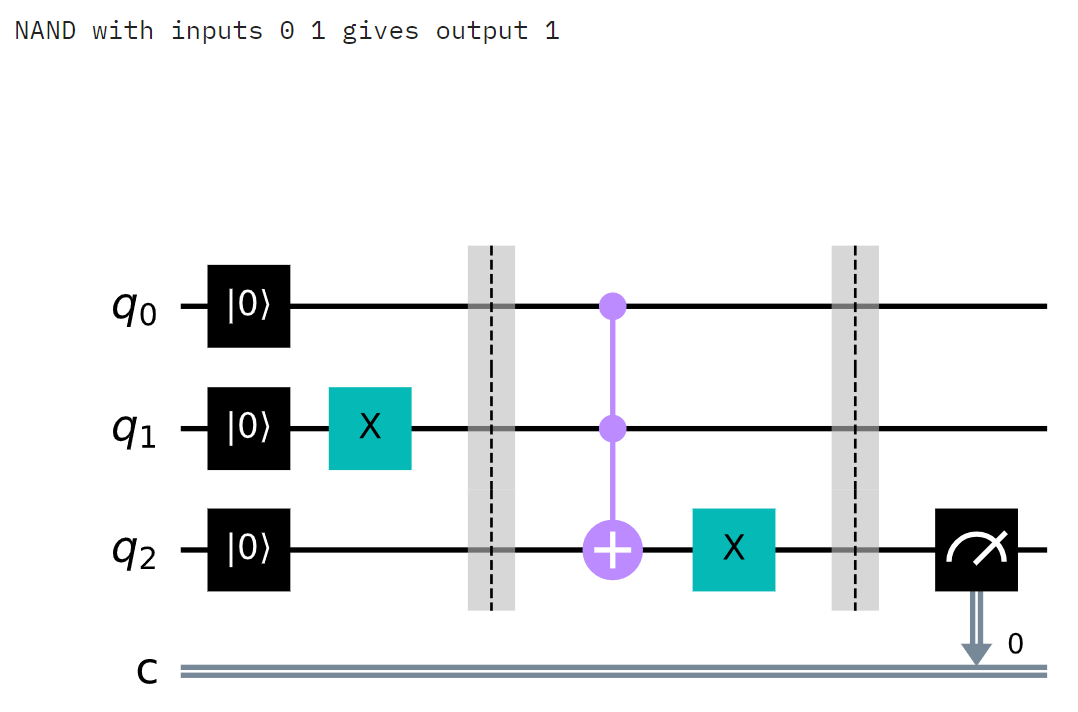 NAND with inputs 0 1 gives output 1
q0 |0⟩
q1 |0⟩ X
q2 |0⟩ X
0
c